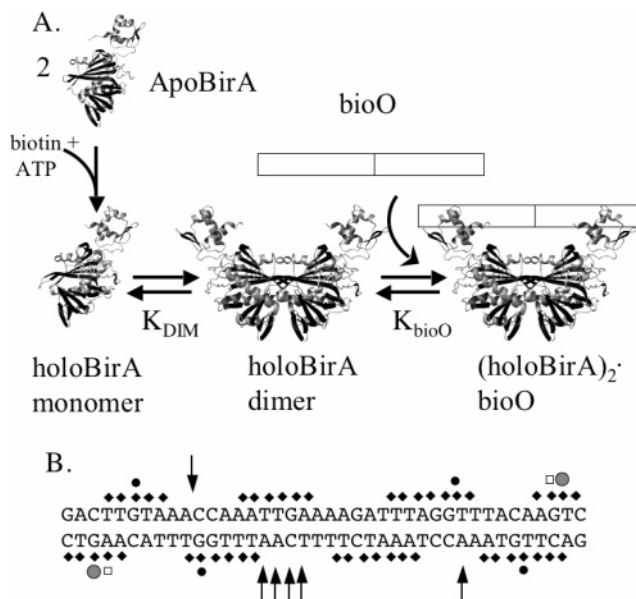 A.
2
ApoBirA
bioO
biotin +
ATP
K_DIM
K_bioO
holoBirA
monomer
holoBirA
dimer
(holoBirA)₂·
bioO
B.
GACTTGTAAACCAAATTGAAAAGATTTAGGTTTACAAGTC
CTGAACATTTGGTTTAACTTTTCTAAATCCAAATGTTCAG